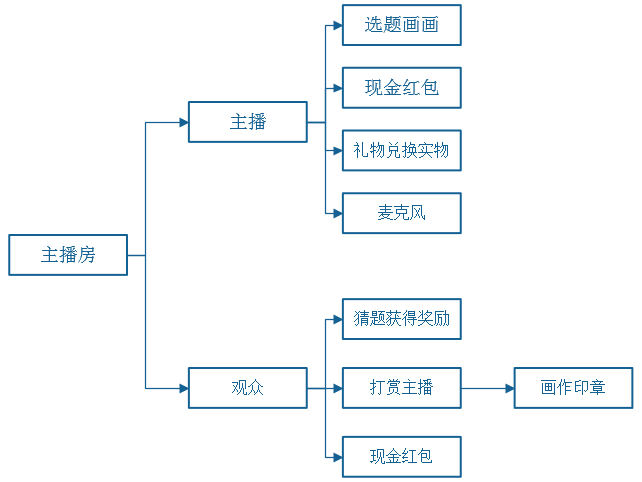 选题画画
现金红包
主播
礼物兑换实物
麦克风
主播房
猜题获得奖励
观众
打赏主播
画作印章
现金红包